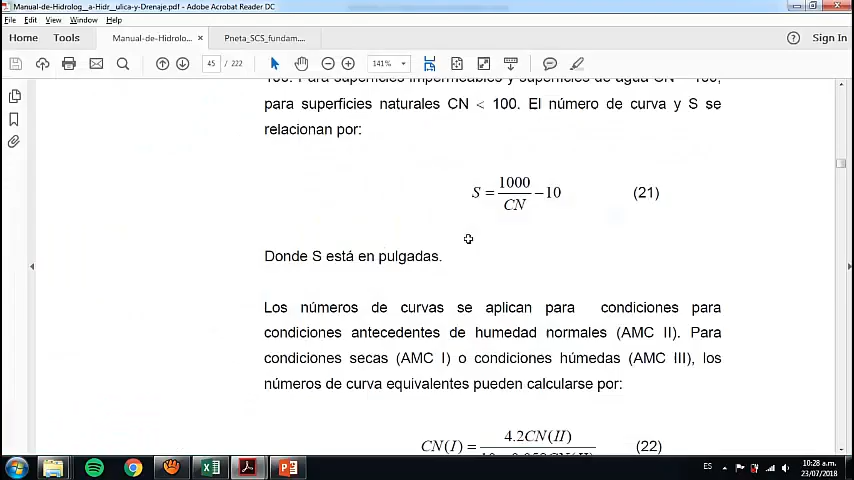 Manual-de-Hidrolog__a-Hidr__ulica-y-Drenaje.pdf - Adobe Acrobat Reader DC
File Edit View Window Help
Home Tools Manual-de-Hidrolo... × Pneta_SCS_fundam.... Sign In
45 / 222 141%
para superficies naturales CN < 100. El número de curva y S se
relacionan por:
S = 1000/CN − 10 (21)
Donde S está en pulgadas.
Los números de curvas se aplican para condiciones para
condiciones antecedentes de humedad normales (AMC II). Para
condiciones secas (AMC I) o condiciones húmedas (AMC III), los
números de curva equivalentes pueden calcularse por:
CN(I) = 4.2CN(II) (22)
ES 10:28 a.m.
23/07/2018